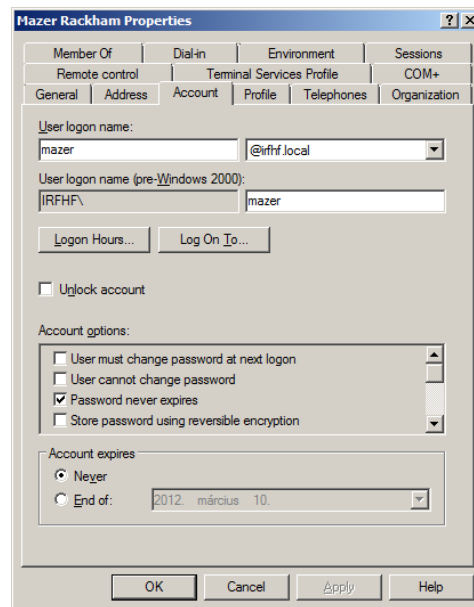 Mazer Rackham Properties
Member Of Dial-in Environment Sessions
Remote control Terminal Services Profile COM+
General Address Account Profile Telephones Organization
User logon name:
mazer @irfhf.local
User logon name (pre-Windows 2000):
IRFHF\ mazer
Logon Hours... Log On To...
Unlock account
Account options:
User must change password at next logon
User cannot change password
Password never expires
Store password using reversible encryption
Account expires
Never
End of: 2012. március 10.
OK Cancel Apply Help